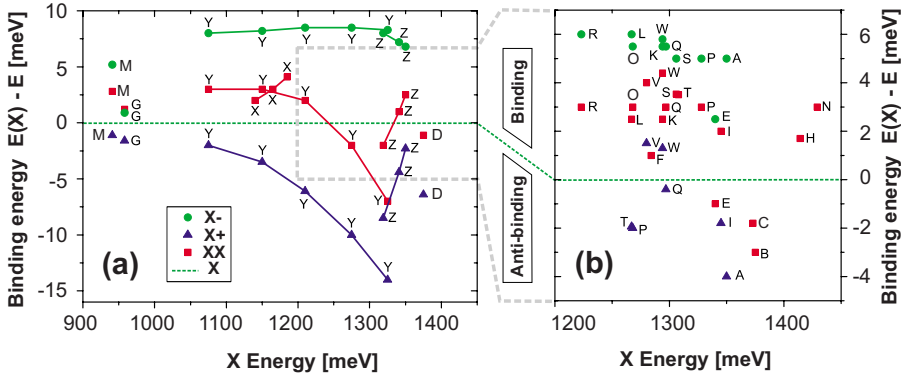 Binding energy E(X) - E [meV]
10
5
0
-5
-10
-15
900 1000 1100 1200 1300 1400
X Energy [meV]
(a)
X-
X+
XX
X
M
M
M
G
G
G
Y Y Y Y Y
Z
Z
Z
Y Y Y Y Y
X
X
X
Z
Z
Z
Y Y Y Y Y
Z
Z
Z
D
D
Binding
Anti-binding
R L W
O K Q
S P A
V W
R O S T
L K Q P
N
E I H
V W
F
Q
T P
E
I C
B
A
(b)
6
4
2
0
-2
-4
1200 1300 1400
X Energy [meV]
Binding energy E(X) - E [meV]